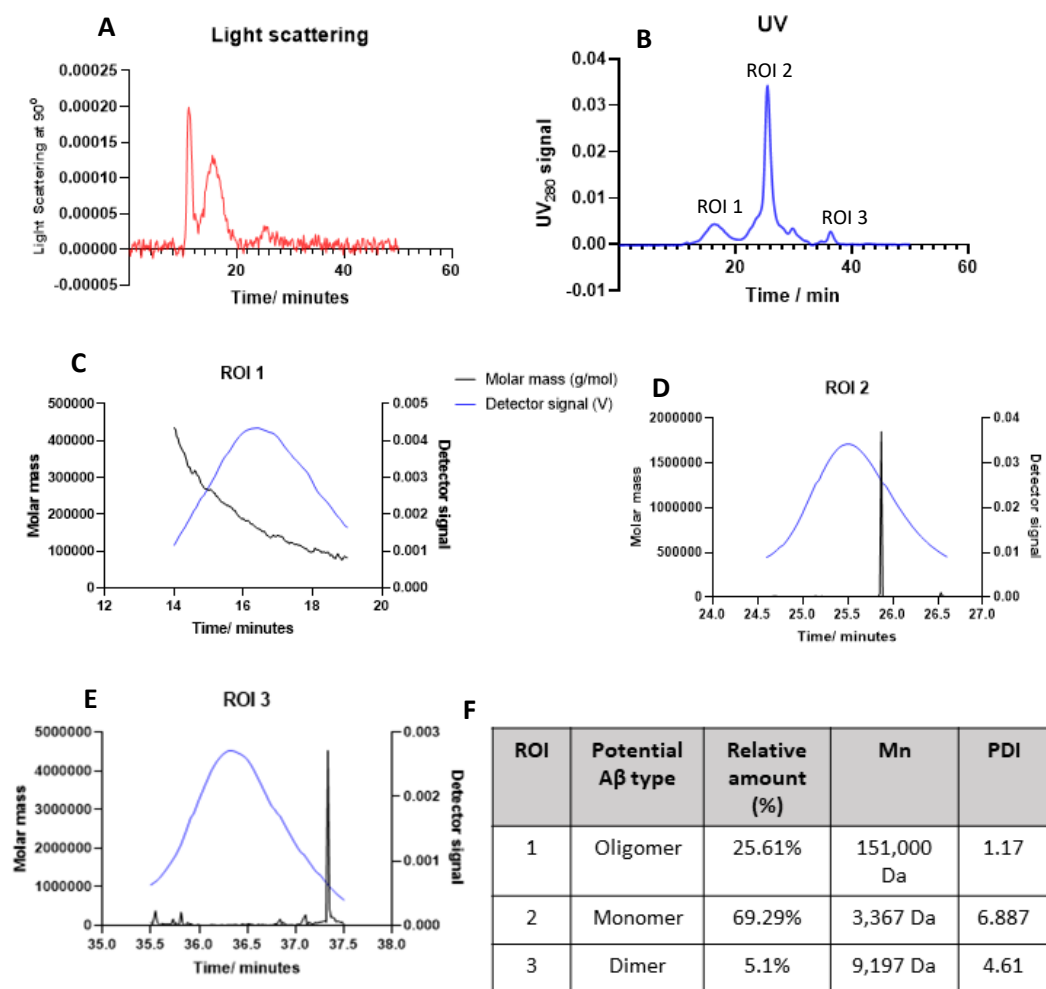 A
Light scattering
0.00025
0.00020
0.00015
0.00010
0.00005
0.00000
-0.00005
Light Scattering at 90°
20
40
60
Time/ minutes
B
UV
0.04
0.03
0.02
0.01
0.00
-0.01
UV280 signal
ROI 1
ROI 2
ROI 3
20
40
60
Time / min
C
ROI 1
500000
400000
300000
200000
100000
0
Molar mass
0.005
0.004
0.003
0.002
0.001
0.000
Detector signal
12
14
16
18
20
Time/ minutes
Molar mass (g/mol)
Detector signal (V)
D
ROI 2
2000000
1500000
1000000
500000
0
Molar mass
0.04
0.03
0.02
0.01
0.00
Detector signal
24.0
24.5
25.0
25.5
26.0
26.5
27.0
Time/ minutes
E
ROI 3
5000000
4000000
3000000
2000000
1000000
0
Molar mass
0.003
0.002
0.001
0.000
Detector signal
35.0
35.5
36.0
36.5
37.0
37.5
38.0
Time/ minutes
F
ROI
Potential
Aβ type
Relative
amount
(%)
Mn
PDI
1
Oligomer
25.61%
151,000
Da
1.17
2
Monomer
69.29%
3,367 Da
6.887
3
Dimer
5.1%
9,197 Da
4.61